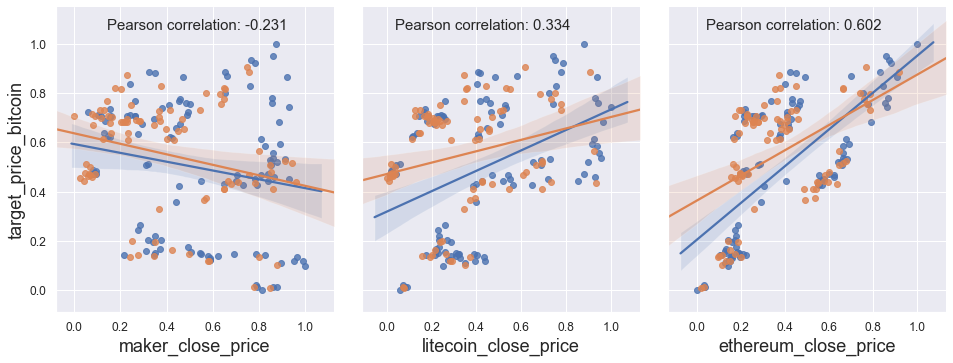 Pearson correlation: -0.231
Pearson correlation: 0.334
Pearson correlation: 0.602
target_price_bitcoin
1.0
0.8
0.6
0.4
0.2
0.0
0.0 0.2 0.4 0.6 0.8 1.0
0.0 0.2 0.4 0.6 0.8 1.0
0.0 0.2 0.4 0.6 0.8 1.0
maker_close_price
litecoin_close_price
ethereum_close_price